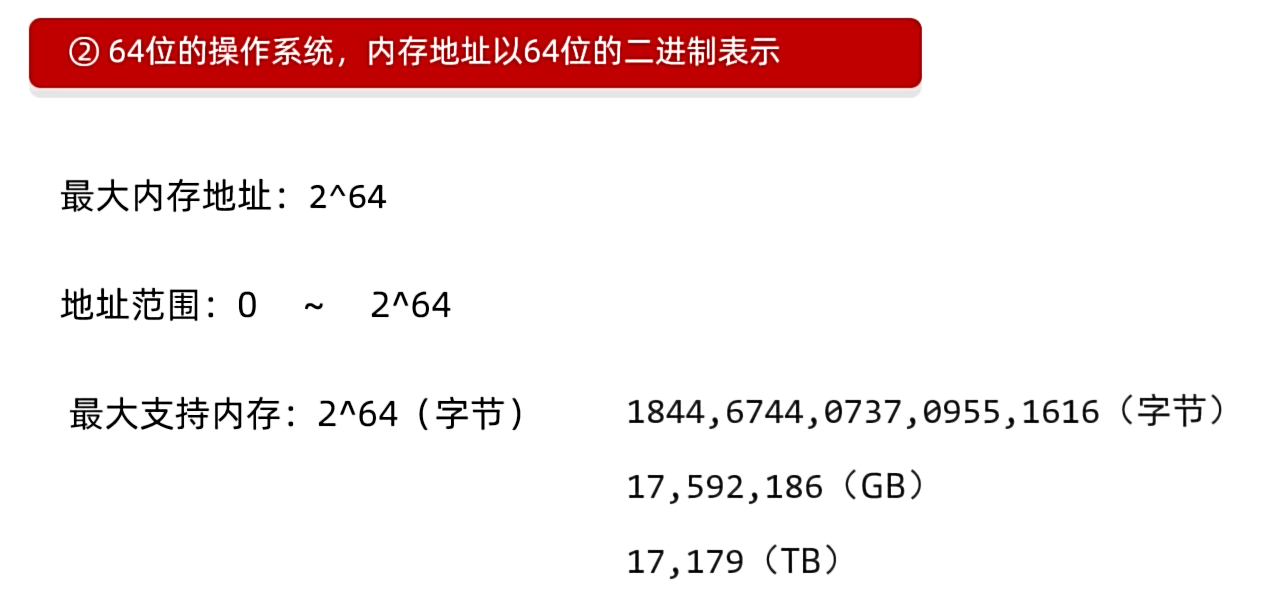 ② 64位的操作系统，内存地址以64位的二进制表示
最大内存地址：2^64
地址范围：0 ~ 2^64
最大支持内存：2^64（字节） 1844,6744,0737,0955,1616（字节）
17,592,186（GB）
17,179（TB）